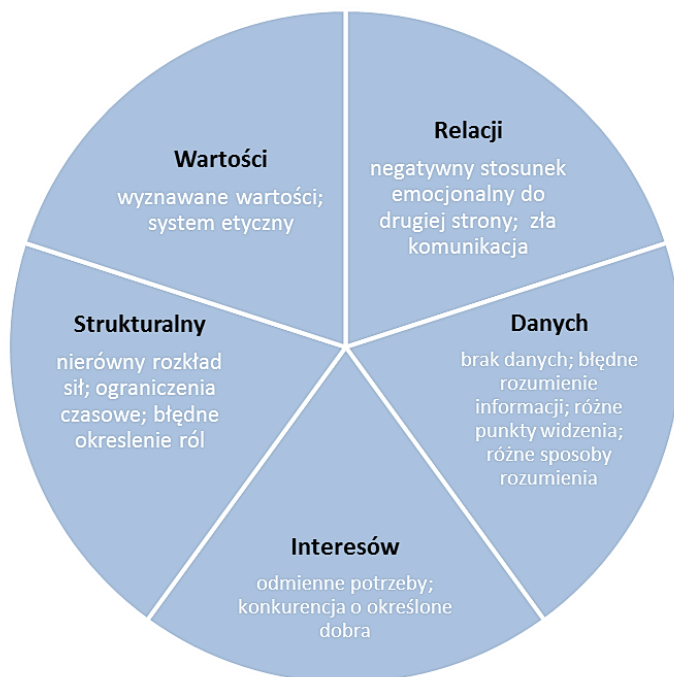 Relacji
negatywny stosunek
emocjonalny do
drugiej strony; zła
komunikacja
Danych
brak danych; błędne
rozumienie
informacji; różne
punkty widzenia;
różne sposoby
rozumienia
Interesów
odmienne potrzeby;
konkurencja o określone
dobra
Strukturalny
nierówny rozkład
sił; ograniczenia
czasowe; błędne
okreslenie ról
Wartości
wyznawane wartości;
system etyczny